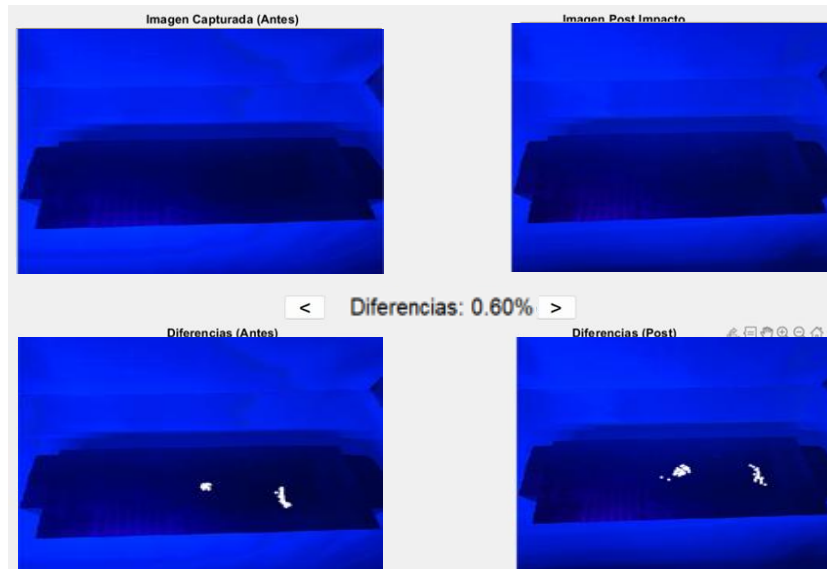 Imagen Capturada (Antes)
Imagen Post Impacto
< Diferencias: 0.60% >
Diferencias (Antes)
Diferencias (Post)